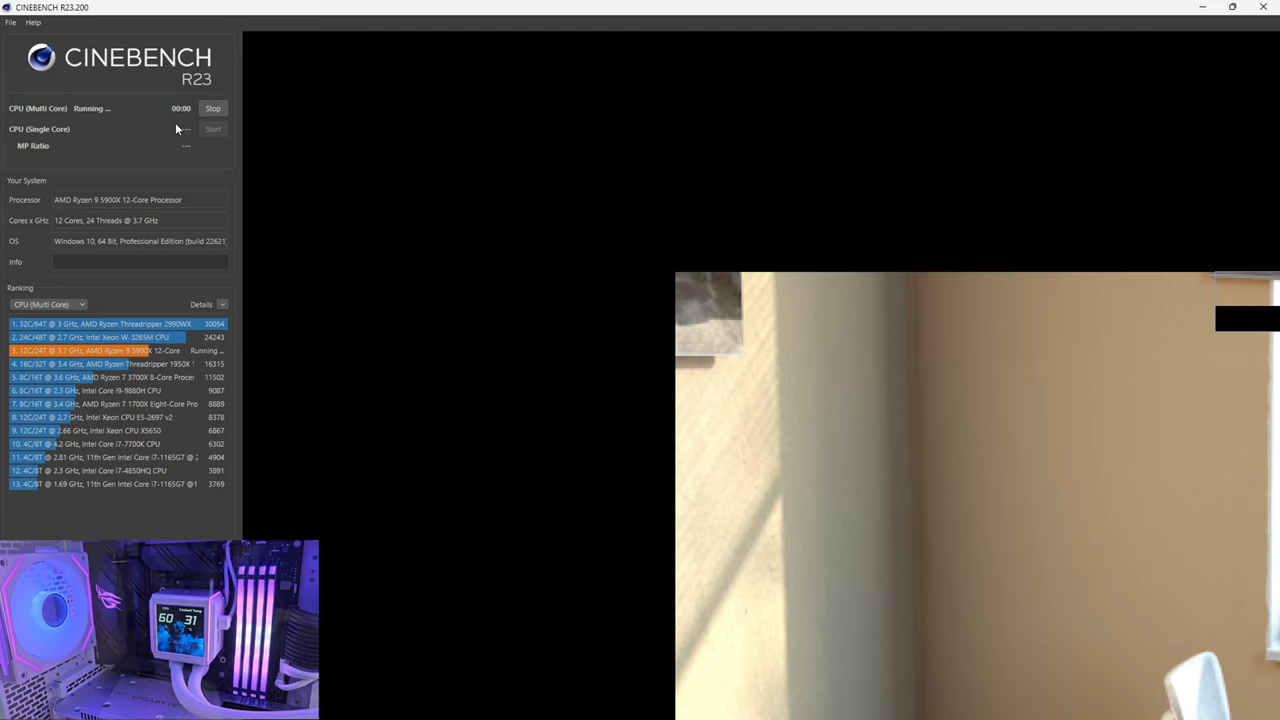 CINEBENCH R23.200
File Help
CINEBENCH
R23
CPU (Multi Core) Running ... 00:00 Stop
CPU (Single Core) --- Start
MP Ratio ---
Your System
Processor AMD Ryzen 9 5900X 12-Core Processor
Cores x GHz 12 Cores, 24 Threads @ 3.7 GHz
OS Windows 10, 64 Bit, Professional Edition (build 22621)
Info
Ranking
CPU (Multi Core) Details
1. 32C/64T @ 3 GHz, AMD Ryzen Threadripper 2990WX 30054
2. 24C/48T @ 2.7 GHz, Intel Xeon W-3265M CPU 24243
3. 12C/24T @ 3.7 GHz, AMD Ryzen 9 5900X 12-Core Running ...
4. 16C/32T @ 3.4 GHz, AMD Ryzen Threadripper 1950X 16315
5. 8C/16T @ 3.6 GHz, AMD Ryzen 7 3700X 8-Core Proce 11502
6. 8C/16T @ 2.3 GHz, Intel Core i9-9880H CPU 9087
7. 8C/16T @ 3.4 GHz, AMD Ryzen 7 1700X Eight-Core Pro 8889
8. 12C/24T @ 2.7 GHz, Intel Xeon CPU E5-2697 v2 8378
9. 12C/24T @ 2.66 GHz, Intel Xeon CPU X5650 6867
10. 4C/8T @ 4.2 GHz, Intel Core i7-7700K CPU 6302
11. 4C/8T @ 2.81 GHz, 11th Gen Intel Core i7-1165G7 @ 4904
12. 4C/8T @ 2.3 GHz, Intel Core i7-4850HQ CPU 3891
13. 4C/8T @ 1.69 GHz, 11th Gen Intel Core i7-1165G7 @1 3769
CPU Coolant Temp
60 31
GIGABYTE